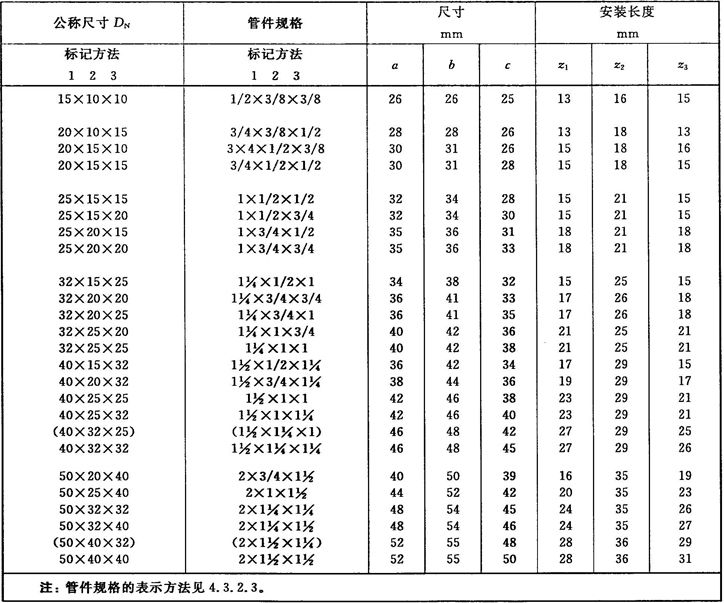 公称尺寸 DN 管件规格 尺寸 安装长度
mm mm
标记方法 标记方法
1 2 3 1 2 3 a b c z1 z2 z3
15×10×10 1/2×3/8×3/8 26 26 25 13 16 15
20×10×15 3/4×3/8×1/2 28 28 26 13 18 13
20×15×10 3×4×1/2×3/8 30 31 26 15 18 16
20×15×15 3/4×1/2×1/2 30 31 28 15 18 15
25×15×15 1×1/2×1/2 32 34 28 15 21 15
25×15×20 1×1/2×3/4 32 34 30 15 21 15
25×20×15 1×3/4×1/2 35 36 31 18 21 18
25×20×20 1×3/4×3/4 35 36 33 18 21 18
32×15×25 1¼×1/2×1 34 38 32 15 25 15
32×20×20 1¼×3/4×3/4 36 41 33 17 26 18
32×20×25 1¼×3/4×1 36 41 35 17 26 18
32×25×20 1¼×1×3/4 40 42 36 21 25 21
32×25×25 1¼×1×1 40 42 38 21 25 21
40×15×32 1½×1/2×1¼ 36 42 34 17 29 15
40×20×32 1½×3/4×1¼ 38 44 36 19 29 17
40×25×25 1½×1×1 42 46 38 23 29 21
40×25×32 1½×1×1¼ 42 46 40 23 29 21
(40×32×25) (1½×1¼×1) 46 48 42 27 29 25
40×32×32 1½×1¼×1¼ 46 48 45 27 29 26
50×20×40 2×3/4×1½ 40 50 39 16 35 19
50×25×40 2×1×1½ 44 52 42 20 35 23
50×32×32 2×1¼×1¼ 48 54 45 24 35 26
50×32×40 2×1¼×1½ 48 54 46 24 35 27
(50×40×32) (2×1½×1¼) 52 55 48 28 36 29
50×40×40 2×1½×1½ 52 55 50 28 36 31
注：管件规格的表示方法见 4.3.2.3。